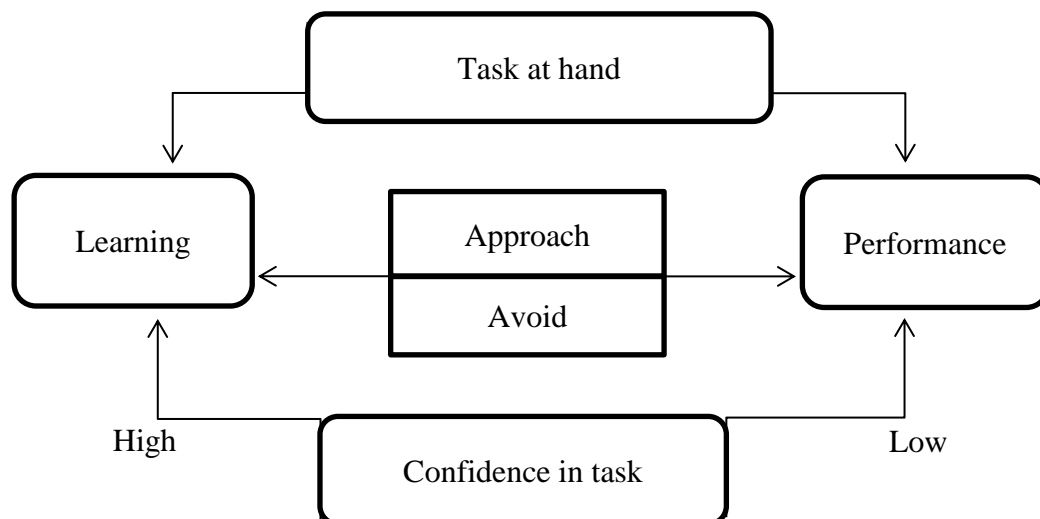 Task at hand
Learning
Approach
Performance
Avoid
High
Low
Confidence in task